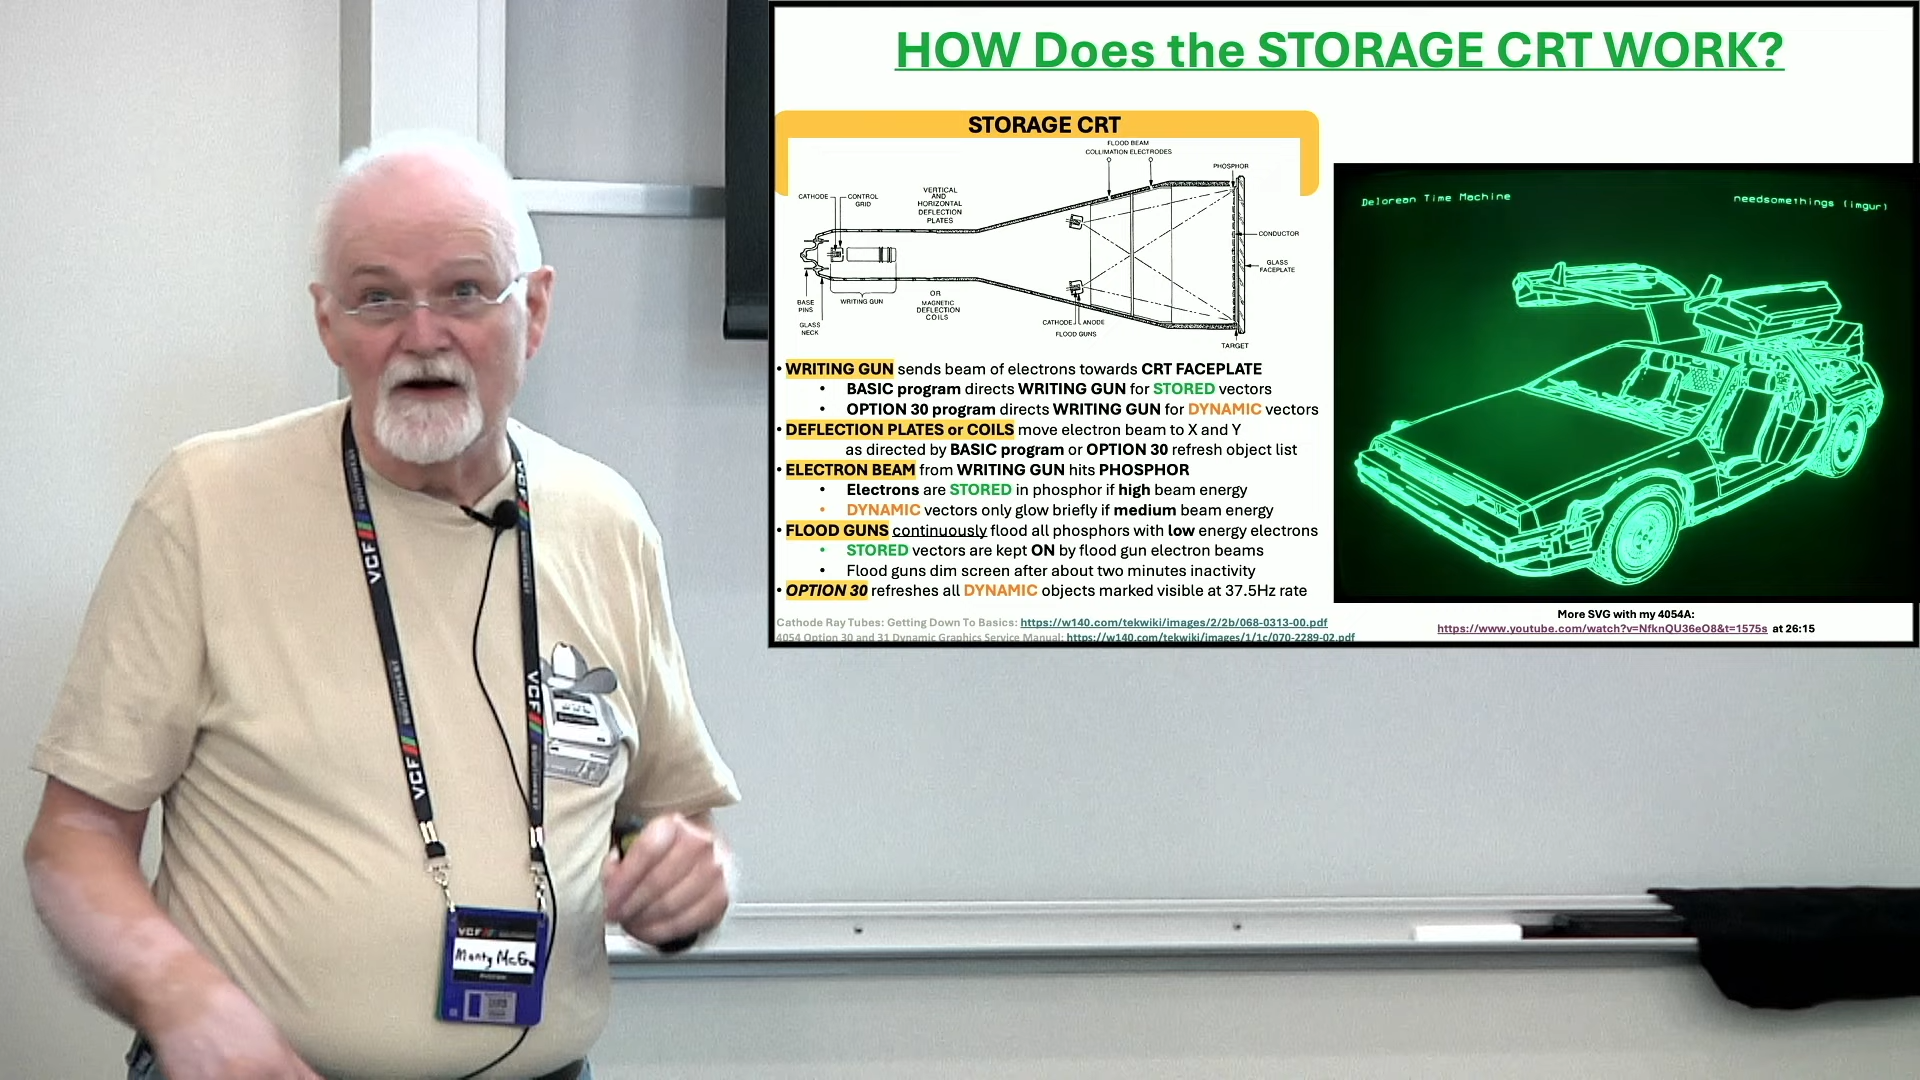 HOW Does the STORAGE CRT WORK?
STORAGE CRT
FLOOD BEAM
COLLIMATION ELECTRODES
PHOSPHOR
CATHODE
CONTROL
GRID
VERTICAL
AND
HORIZONTAL
DEFLECTION
PLATES
CONDUCTOR
GLASS
FACEPLATE
BASE
PINS
WRITING GUN
GLASS
NECK
OR
MAGNETIC
DEFLECTION
COILS
CATHODE
ANODE
FLOOD GUNS
TARGET
• WRITING GUN sends beam of electrons towards CRT FACEPLATE
• BASIC program directs WRITING GUN for STORED vectors
• OPTION 30 program directs WRITING GUN for DYNAMIC vectors
• DEFLECTION PLATES or COILS move electron beam to X and Y
as directed by BASIC program or OPTION 30 refresh object list
• ELECTRON BEAM from WRITING GUN hits PHOSPHOR
• Electrons are STORED in phosphor if high beam energy
• DYNAMIC vectors only glow briefly if medium beam energy
• FLOOD GUNS continuously flood all phosphors with low energy electrons
• STORED vectors are kept ON by flood gun electron beams
• Flood guns dim screen after about two minutes inactivity
• OPTION 30 refreshes all DYNAMIC objects marked visible at 37.5Hz rate
Cathode Ray Tubes: Getting Down To Basics: https://w140.com/tekwiki/images/2/2b/068-0313-00.pdf
4054 Option 30 and 31 Dynamic Graphics Service Manual: https://w140.com/tekwiki/images/1/1c/070-2289-02.pdf
Delorean Time Machine
needsomethings (imgur)
More SVG with my 4054A:
https://www.youtube.com/watch?v=NfknQU36eO8&t=1575s at 26:15
VCF
SOUTHWEST
VCF
SOUTHWEST
VCF
VCF
VCF
Monty